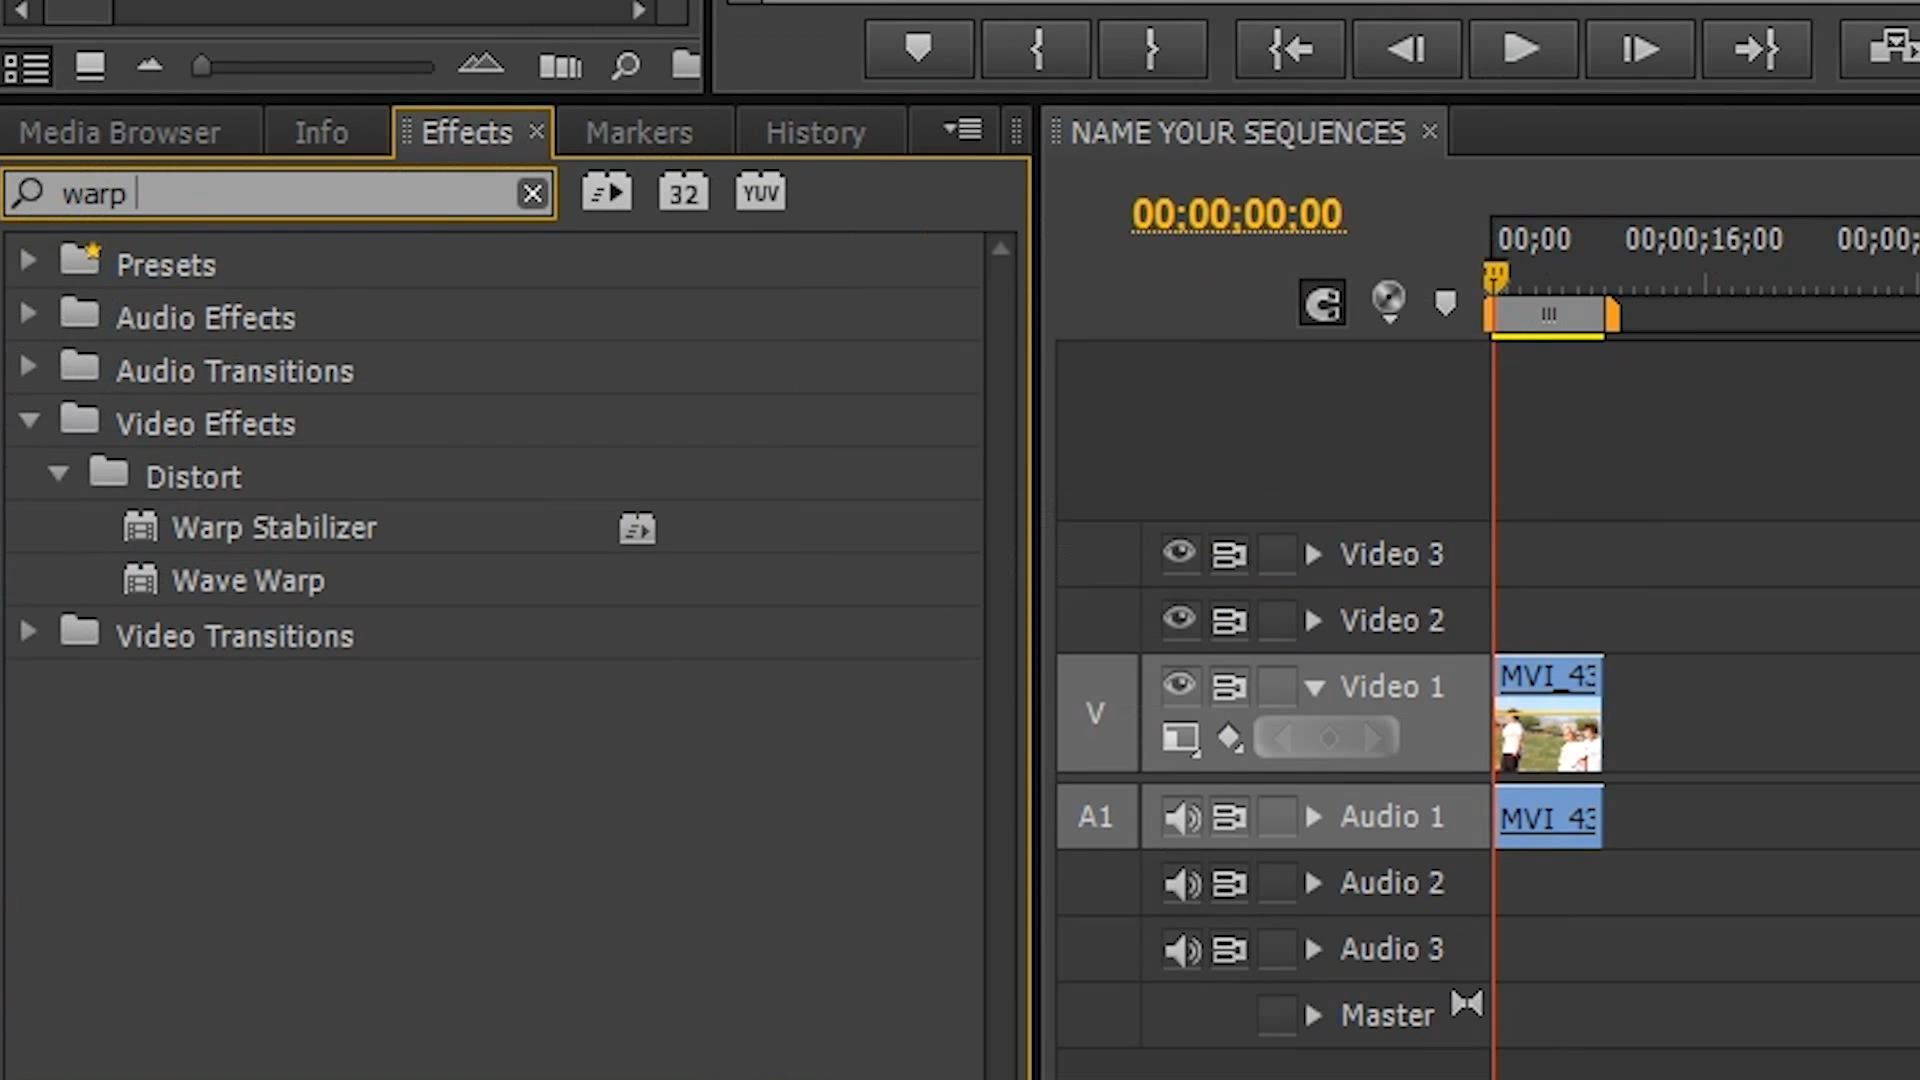 Media Browser
Info
Effects
Markers
History
NAME YOUR SEQUENCES
warp
32
YUV
00;00;00;00
00;00
00;00;16;00
00;00;
Presets
Audio Effects
Audio Transitions
Video Effects
Distort
Warp Stabilizer
Wave Warp
Video Transitions
Video 3
Video 2
V
Video 1
MVI_43
A1
Audio 1
MVI_43
Audio 2
Audio 3
Master